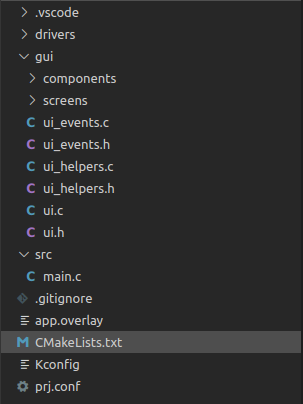 .vscode
drivers
gui
components
screens
C ui_events.c
C ui_events.h
C ui_helpers.c
C ui_helpers.h
C ui.c
C ui.h
src
C main.c
.gitignore
app.overlay
M CMakeLists.txt
Kconfig
prj.conf